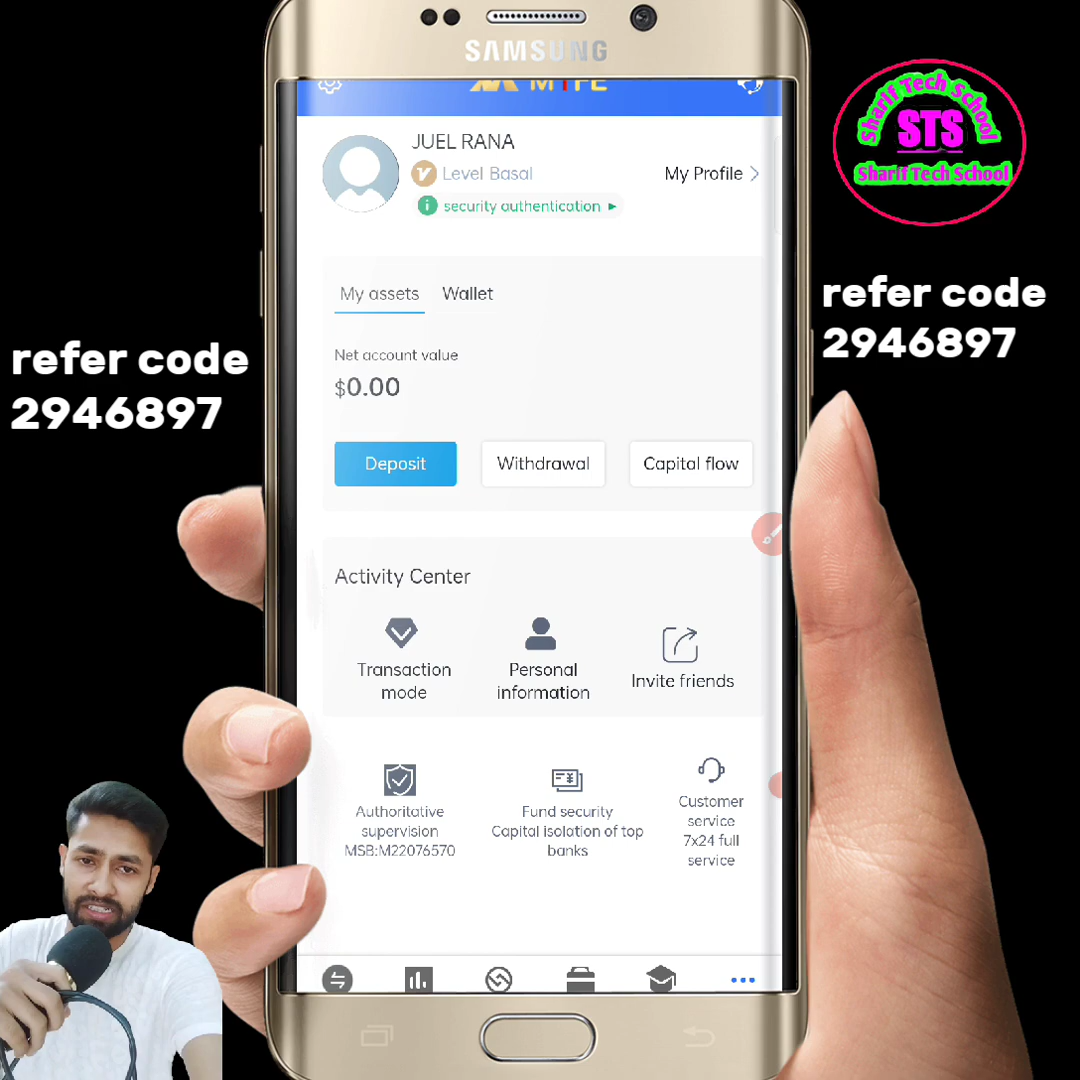 SAMSUNG
MTFE
Sharif Tech School
STS
Sharif Tech School
JUEL RANA
Level Basal
My Profile
security authentication
refer code
2946897
refer code
2946897
My assets
Wallet
Net account value
$0.00
Deposit
Withdrawal
Capital flow
Activity Center
Transaction
mode
Personal
information
Invite friends
Authoritative
supervision
MSB:M22076570
Fund security
Capital isolation of top
banks
Customer
service
7x24 full
service